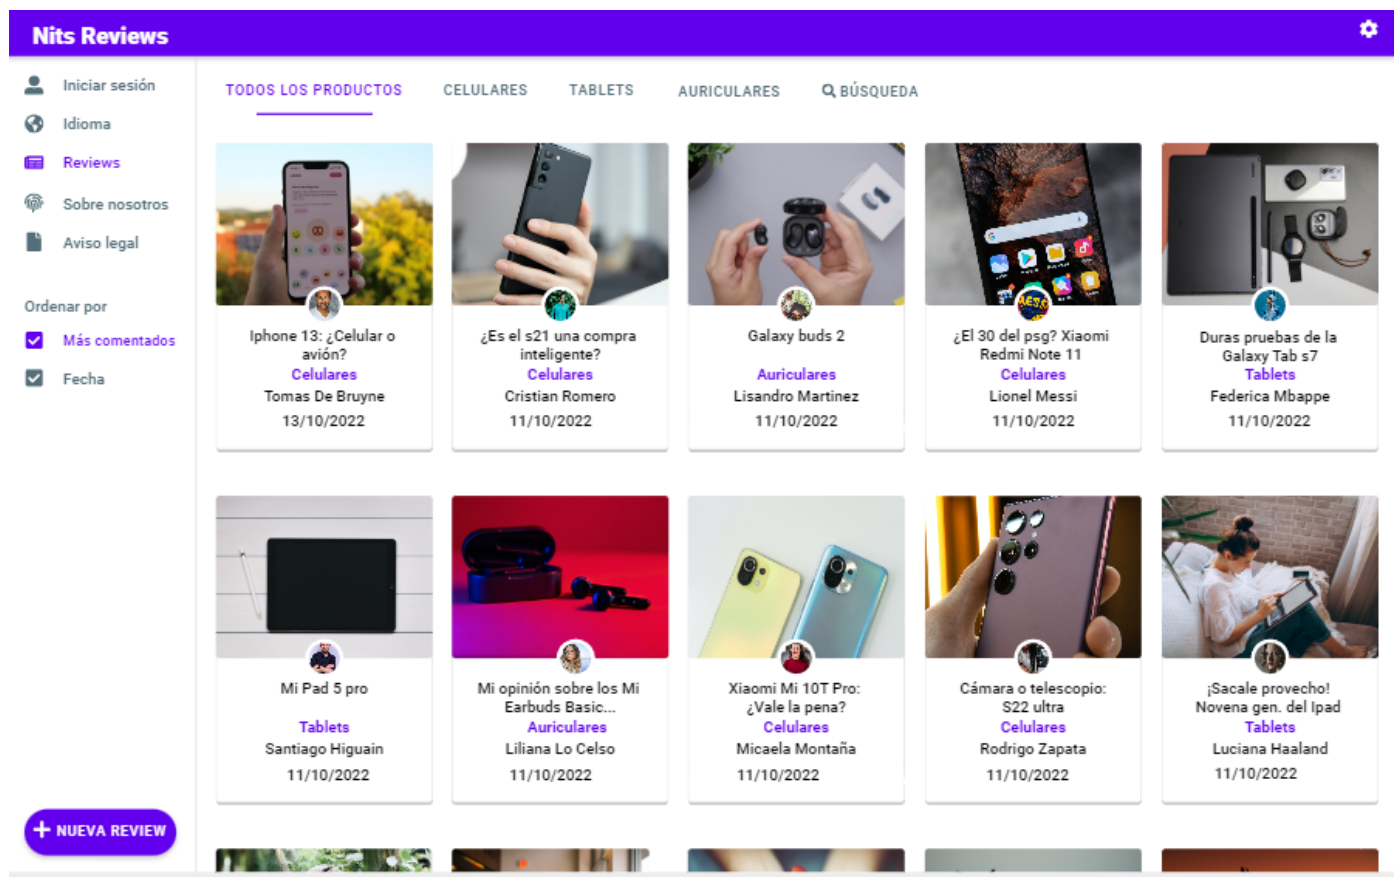 Nits Reviews
Iniciar sesión
Idioma
Reviews
Sobre nosotros
Aviso legal
Ordenar por
Más comentados
Fecha
NUEVA REVIEW
TODOS LOS PRODUCTOS
CELULARES
TABLETS
AURICULARES
BÚSQUEDA
Iphone 13: ¿Celular o
avión?
Celulares
Tomas De Bruyne
13/10/2022
¿Es el s21 una compra
inteligente?
Celulares
Cristian Romero
11/10/2022
Galaxy buds 2
Auriculares
Lisandro Martinez
11/10/2022
¿El 30 del psg? Xiaomi
Redmi Note 11
Celulares
Lionel Messi
11/10/2022
Duras pruebas de la
Galaxy Tab s7
Tablets
Federica Mbappe
11/10/2022
Mi Pad 5 pro
Tablets
Santiago Higuain
11/10/2022
Mi opinión sobre los Mi
Earbuds Basic...
Auriculares
Liliana Lo Celso
11/10/2022
Xiaomi Mi 10T Pro:
¿Vale la pena?
Celulares
Micaela Montaña
11/10/2022
Cámara o telescopio:
S22 ultra
Celulares
Rodrigo Zapata
11/10/2022
¡Sacale provecho!
Novena gen. del Ipad
Tablets
Luciana Haaland
11/10/2022